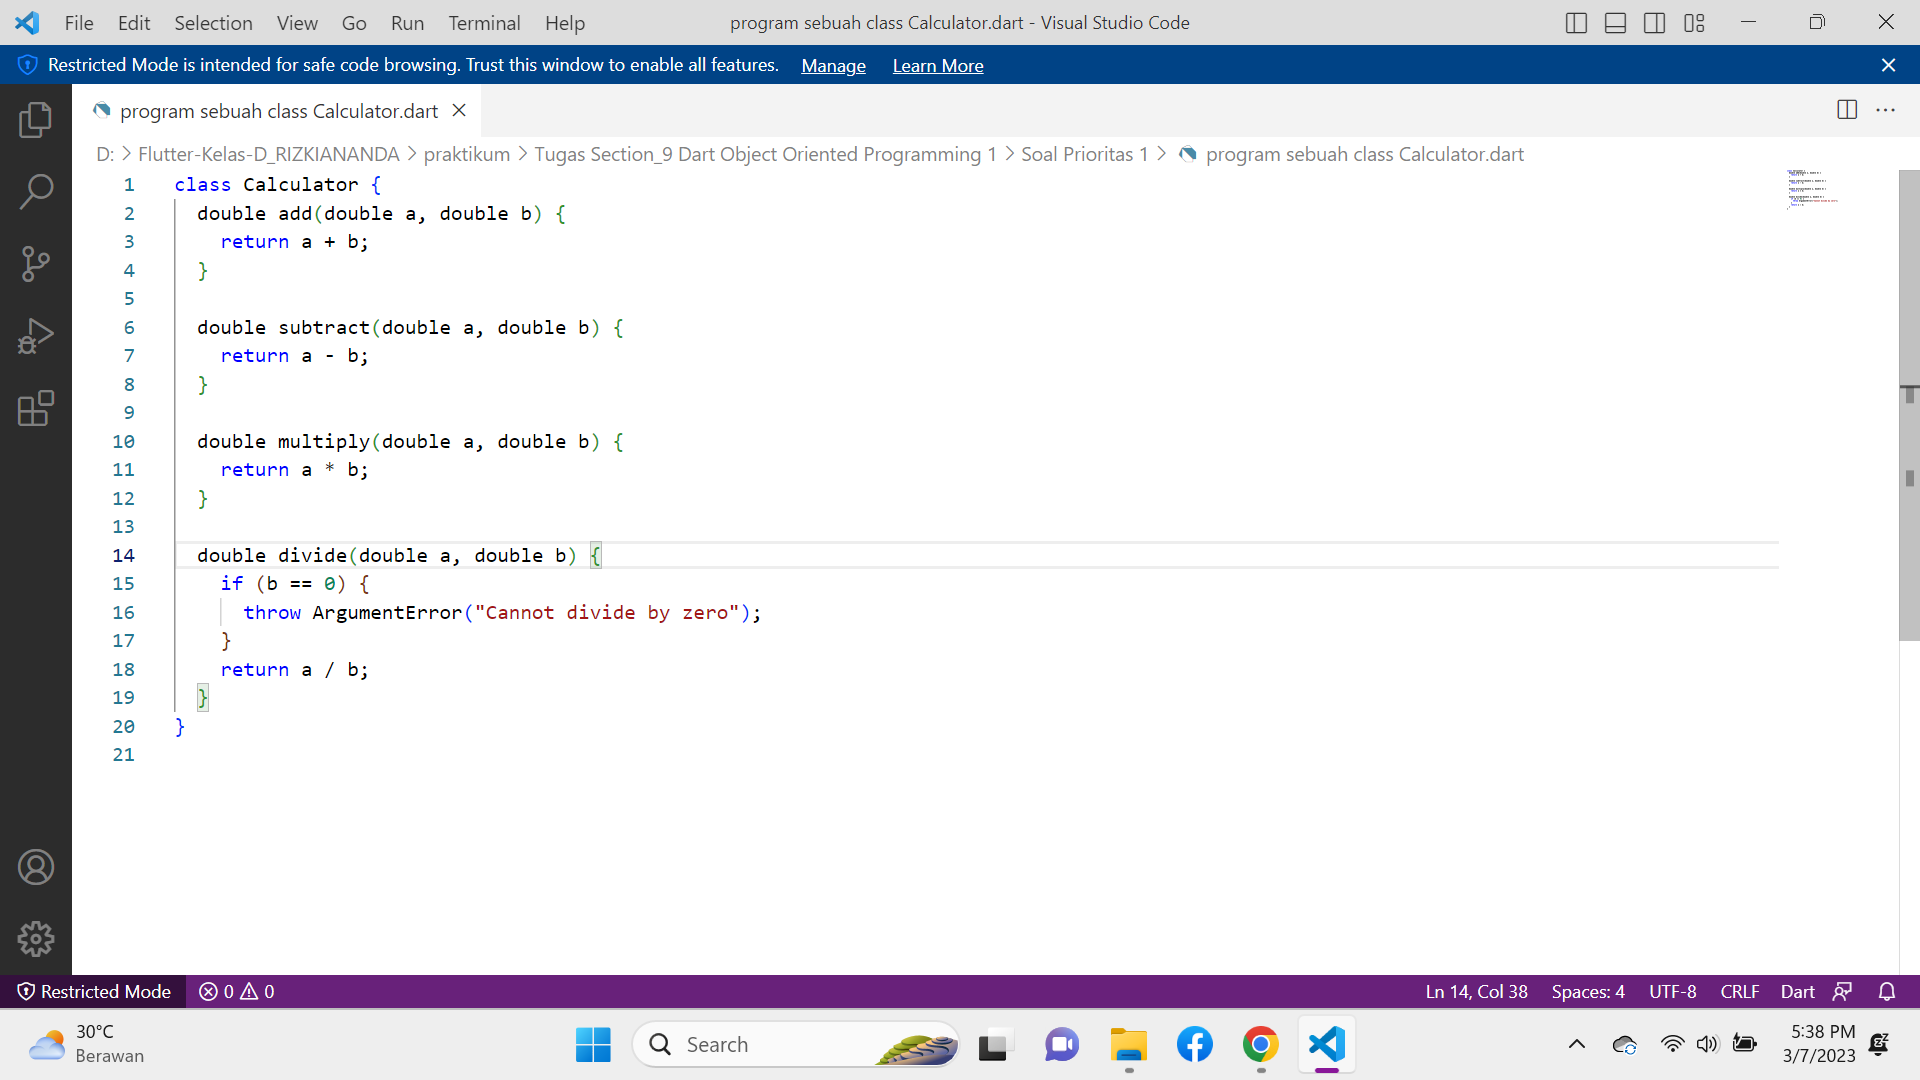 File Edit Selection View Go Run Terminal Help program sebuah class Calculator.dart - Visual Studio Code
Restricted Mode is intended for safe code browsing. Trust this window to enable all features. Manage Learn More
program sebuah class Calculator.dart
D: > Flutter-Kelas-D_RIZKIANANDA > praktikum > Tugas Section_9 Dart Object Oriented Programming 1 > Soal Prioritas 1 > program sebuah class Calculator.dart
1 class Calculator {
2   double add(double a, double b) {
3     return a + b;
4   }
5
6   double subtract(double a, double b) {
7     return a - b;
8   }
9
10   double multiply(double a, double b) {
11     return a * b;
12   }
13
14   double divide(double a, double b) {
15     if (b == 0) {
16       throw ArgumentError("Cannot divide by zero");
17     }
18     return a / b;
19   }
20 }
21
Restricted Mode 0 0 Ln 14, Col 38 Spaces: 4 UTF-8 CRLF Dart
30°C
Berawan
Search
5:38 PM
3/7/2023